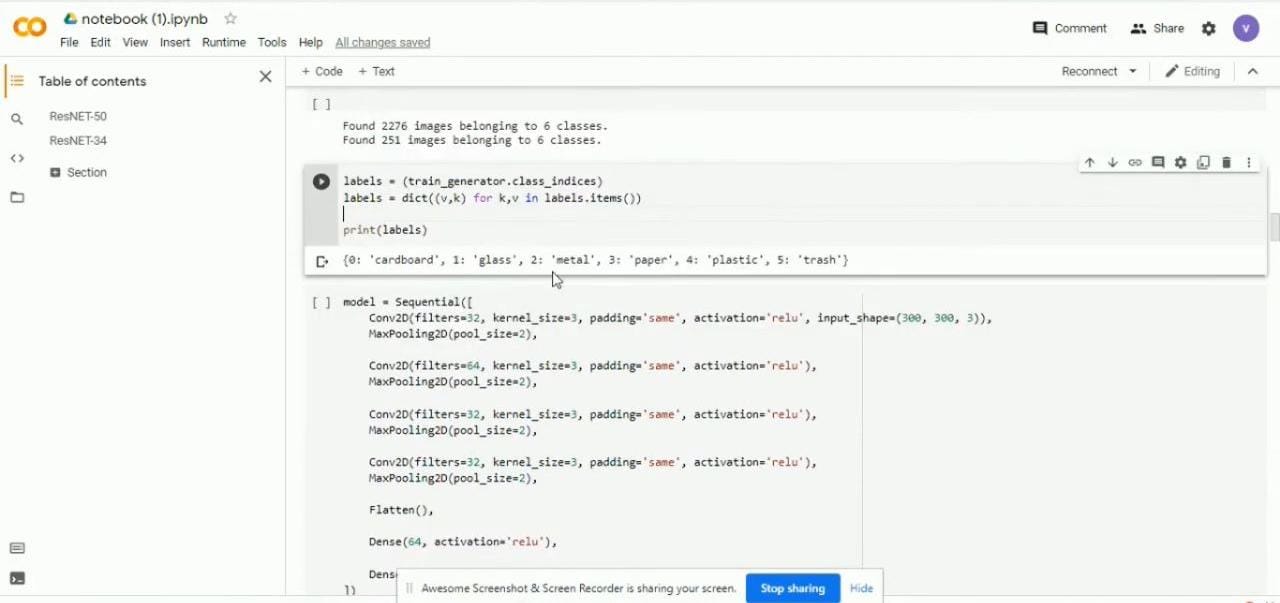 notebook (1).ipynb
File Edit View Insert Runtime Tools Help All changes saved
Comment Share V
Table of contents
+ Code + Text
Reconnect Editing
ResNET-50
ResNET-34
Section
[ ]
Found 2276 images belonging to 6 classes.
Found 251 images belonging to 6 classes.
labels = (train_generator.class_indices)
labels = dict((v,k) for k,v in labels.items())
print(labels)
{0: 'cardboard', 1: 'glass', 2: 'metal', 3: 'paper', 4: 'plastic', 5: 'trash'}
[ ] model = Sequential([
Conv2D(filters=32, kernel_size=3, padding='same', activation='relu', input_shape=(300, 300, 3)),
MaxPooling2D(pool_size=2),
Conv2D(filters=64, kernel_size=3, padding='same', activation='relu'),
MaxPooling2D(pool_size=2),
Conv2D(filters=32, kernel_size=3, padding='same', activation='relu'),
MaxPooling2D(pool_size=2),
Conv2D(filters=32, kernel_size=3, padding='same', activation='relu'),
MaxPooling2D(pool_size=2),
Flatten(),
Dense(64, activation='relu'),
Dens
])
Awesome Screenshot & Screen Recorder is sharing your screen. Stop sharing Hide